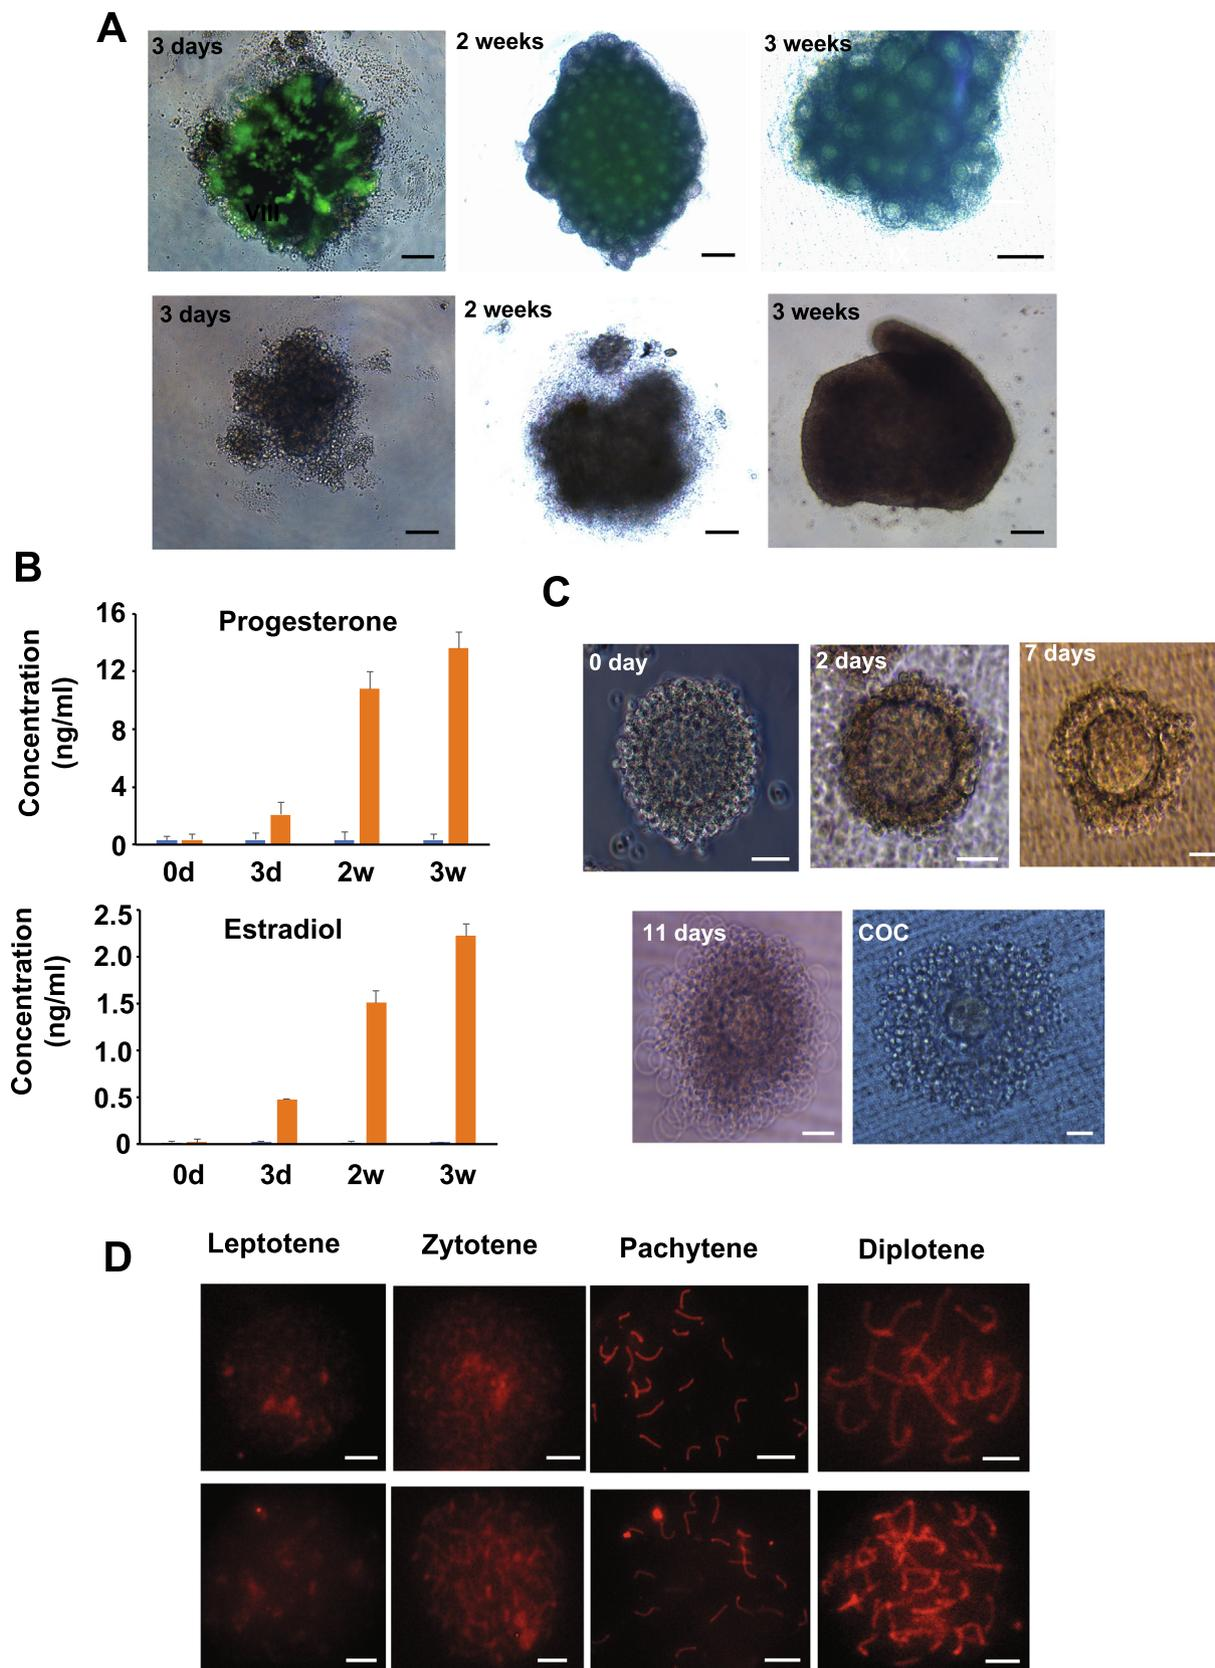 A
3 days
2 weeks
3 weeks
VIII
3 days
2 weeks
3 weeks
B
Progesterone
Concentration
(ng/ml)
16
12
8
4
0
0d 3d 2w 3w
Estradiol
Concentration
(ng/ml)
2.5
2.0
1.5
1.0
0.5
0
0d 3d 2w 3w
C
0 day
2 days
7 days
11 days
COC
D
Leptotene
Zytotene
Pachytene
Diplotene